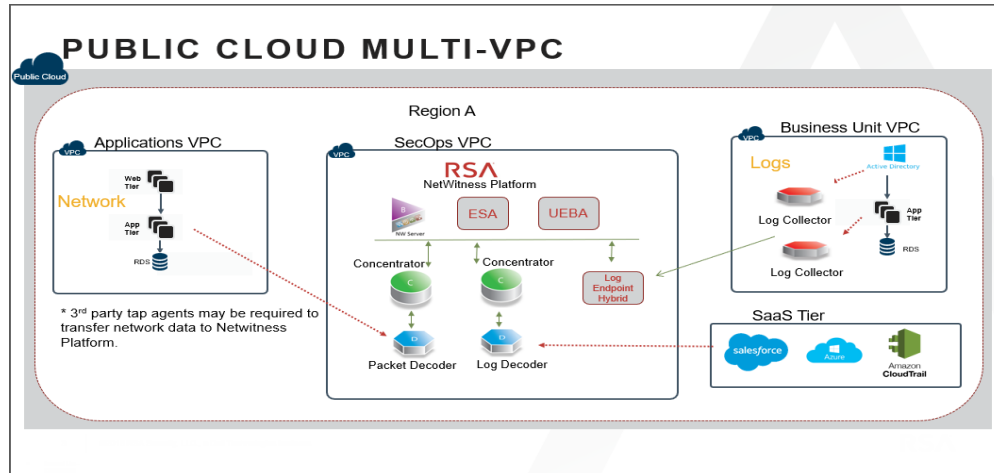 PUBLIC CLOUD MULTI-VPC
Public Cloud
Region A
VPC
Applications VPC
Web
Tier
Network
App
Tier
RDS
* 3rd party tap agents may be required to
transfer network data to Netwitness
Platform.
VPC
SecOps VPC
RSA
NetWitness Platform
B
NW Server
ESA
UEBA
Concentrator
C
Concentrator
C
Log
Endpoint
Hybrid
D
Packet Decoder
D
Log Decoder
VPC
Business Unit VPC
Logs
Active Directory
Log Collector
App
Tier
Log Collector
RDS
SaaS Tier
salesforce
Azure
Amazon
CloudTrail